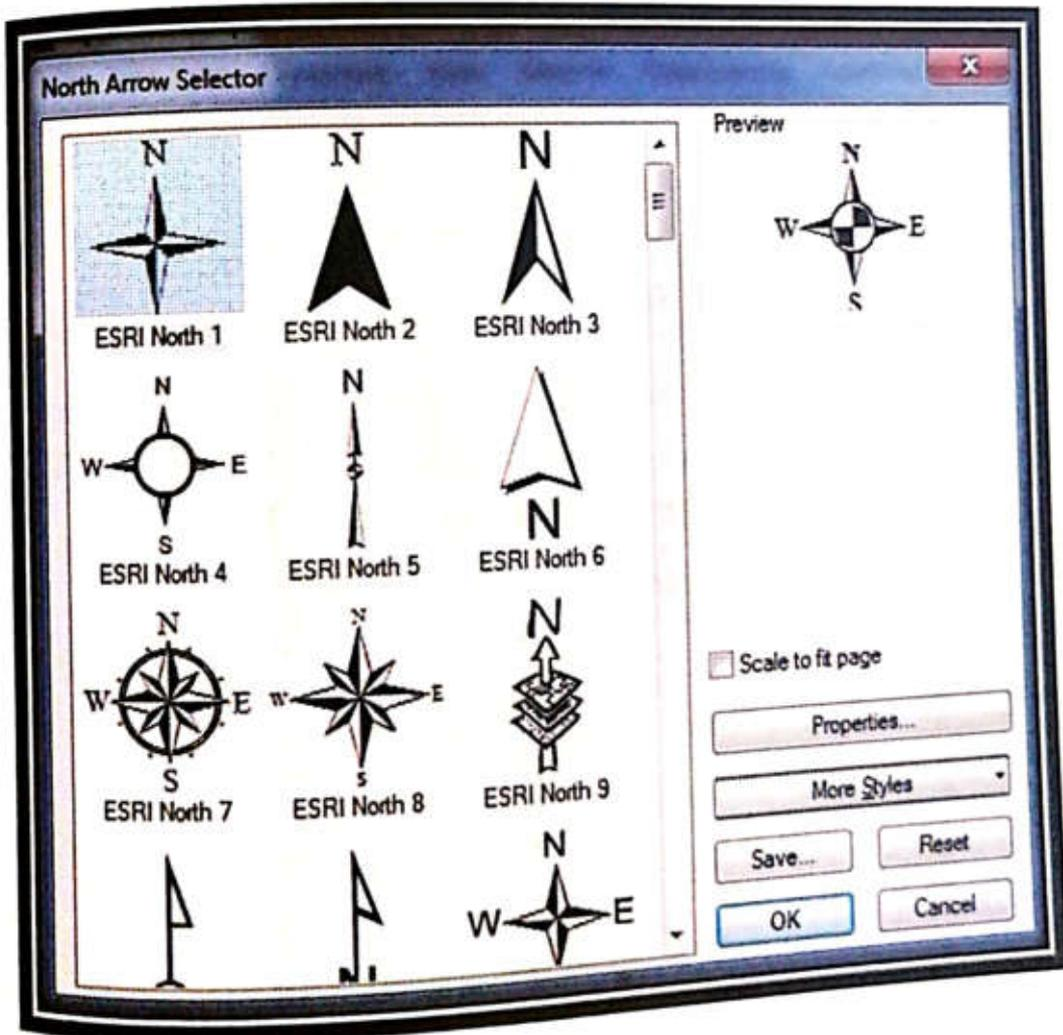 North Arrow Selector
N N N
ESRI North 1 ESRI North 2 ESRI North 3
N
W E
S
ESRI North 4
N
S
ESRI North 5
N
ESRI North 6
N
W E
S
ESRI North 7
N
W E
S
ESRI North 8
N
ESRI North 9
N
N
W E
Preview
N
W E
S
Scale to fit page
Properties...
More Styles
Save... Reset
OK Cancel